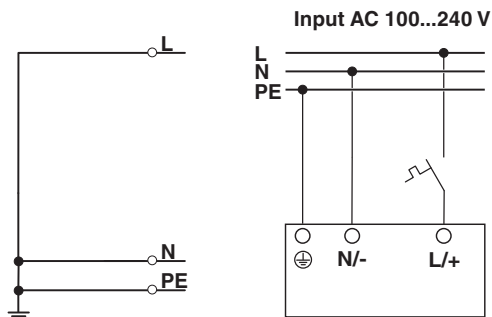 Input AC 100...240 V
L
N
PE
L
N
PE
N/-
L/+